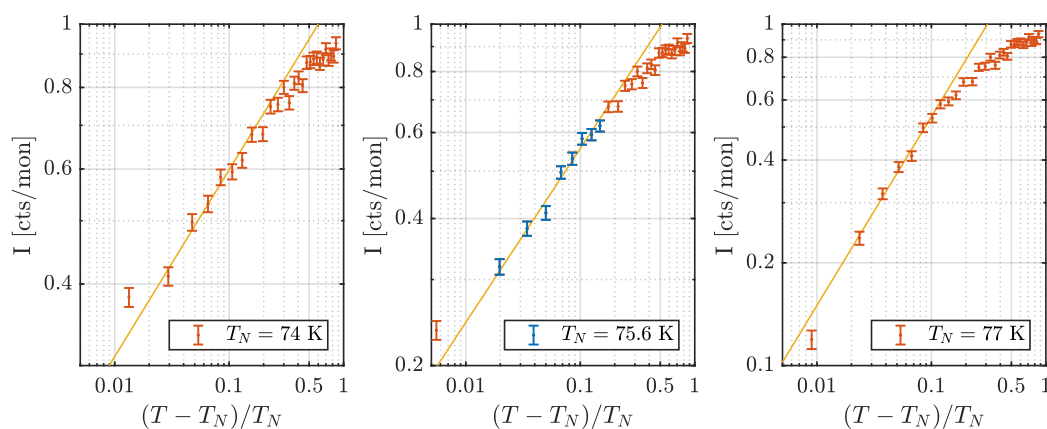 I [cts/mon]
1
0.8
0.6
0.4
T_N = 74 K
0.01 0.1 0.5 1
(T − T_N)/T_N
I [cts/mon]
1
0.8
0.6
0.4
0.2
T_N = 75.6 K
0.01 0.1 0.5 1
(T − T_N)/T_N
I [cts/mon]
1
0.8
0.6
0.4
0.2
0.1
T_N = 77 K
0.01 0.1 0.5 1
(T − T_N)/T_N